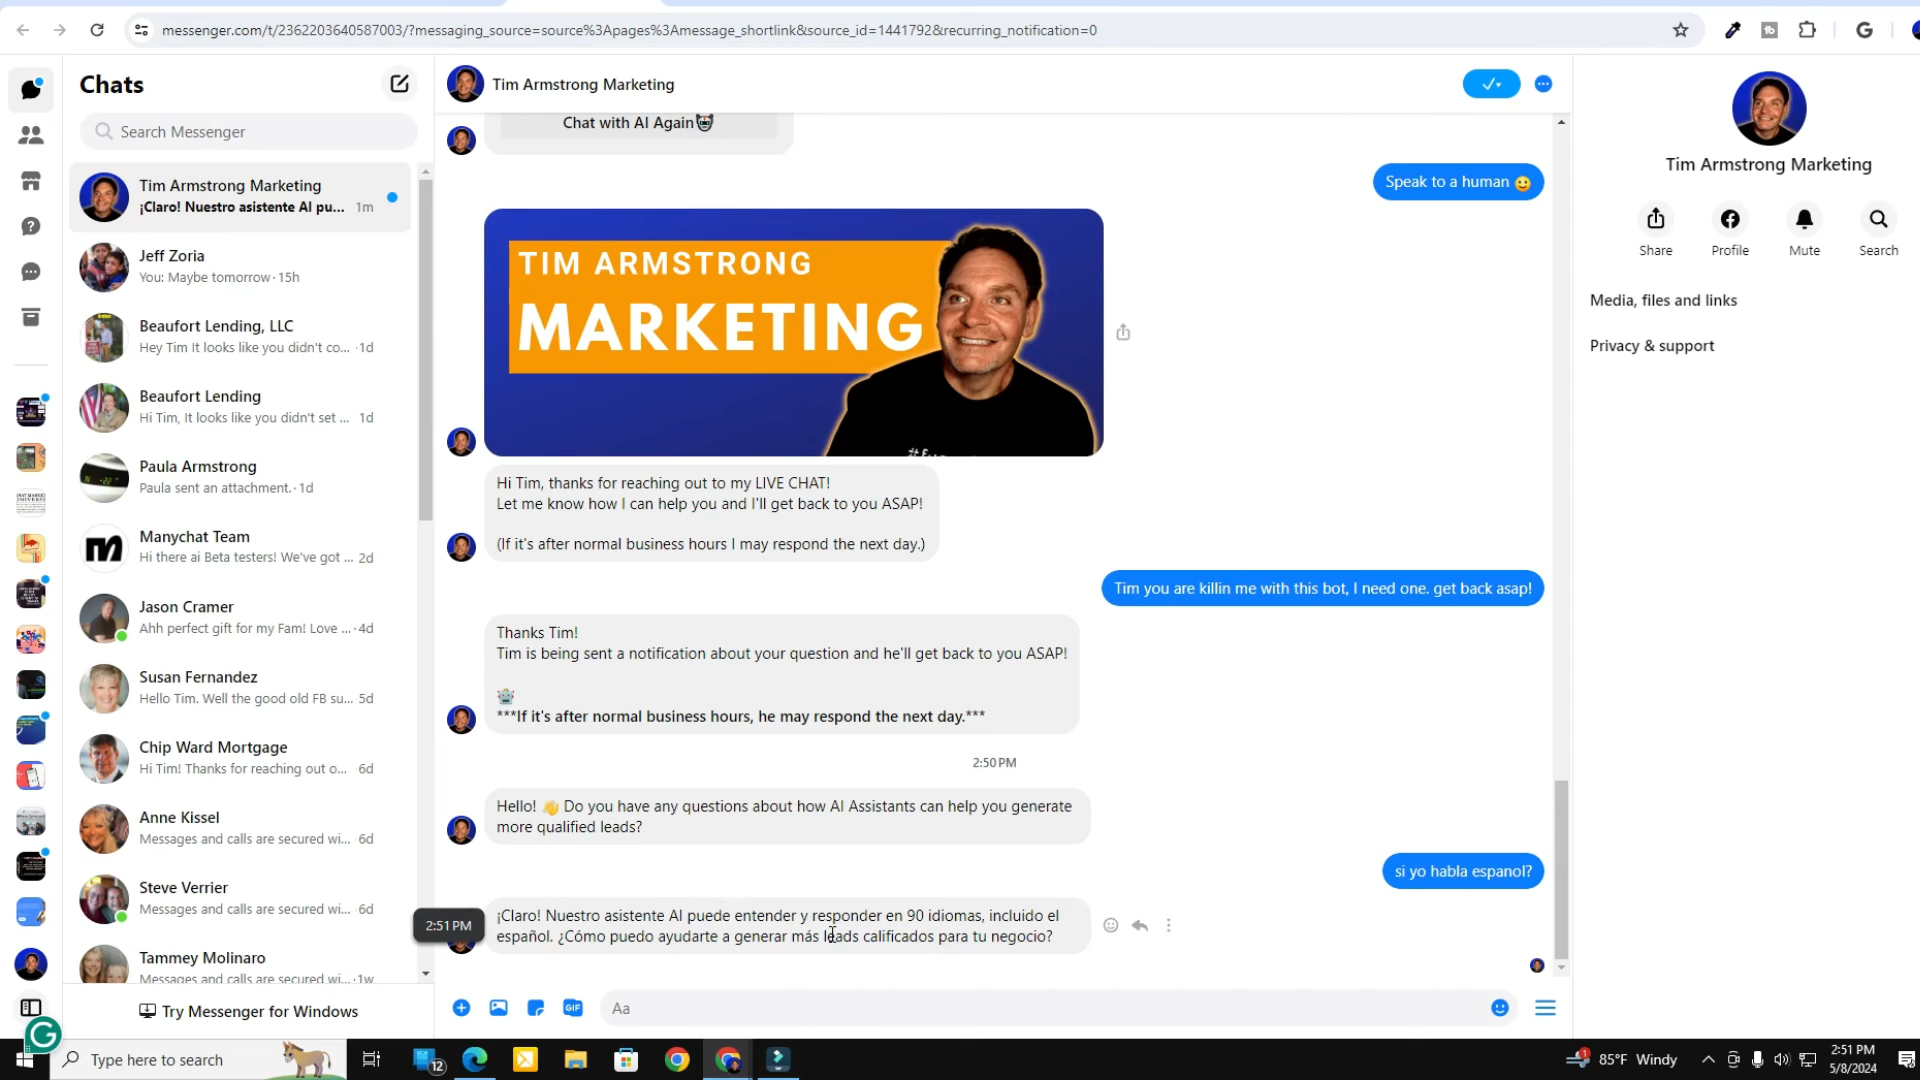 messenger.com/t/2362203640587003/?messaging_source=source%3Apages%3Amessage_shortlink&source_id=1441792&recurring_notification=0
Chats
Search Messenger
Tim Armstrong Marketing
¡Claro! Nuestro asistente AI pu... 1m
Jeff Zoria
You: Maybe tomorrow · 15h
Beaufort Lending, LLC
Hey Tim It looks like you didn't co... · 1d
Beaufort Lending
Hi Tim, It looks like you didn't set ... 1d
Paula Armstrong
Paula sent an attachment. · 1d
Manychat Team
Hi there ai Beta testers! We've got ... 2d
Jason Cramer
Ahh perfect gift for my Fam! Love ... · 4d
Susan Fernandez
Hello Tim. Well the good old FB su... 5d
Chip Ward Mortgage
Hi Tim! Thanks for reaching out o... 6d
Anne Kissel
Messages and calls are secured wi... 6d
Steve Verrier
Messages and calls are secured wi... 6d
Tammey Molinaro
Messages and calls are secured wi... · 1w
Try Messenger for Windows
Tim Armstrong Marketing
Chat with AI Again
Speak to a human
TIM ARMSTRONG
MARKETING
Hi Tim, thanks for reaching out to my LIVE CHAT!
Let me know how I can help you and I'll get back to you ASAP!
(If it's after normal business hours I may respond the next day.)
Tim you are killin me with this bot, I need one. get back asap!
Thanks Tim!
Tim is being sent a notification about your question and he'll get back to you ASAP!
***If it's after normal business hours, he may respond the next day.***
2:50 PM
Hello! 👋 Do you have any questions about how AI Assistants can help you generate
more qualified leads?
si yo habla espanol?
¡Claro! Nuestro asistente AI puede entender y responder en 90 idiomas, incluido el
español. ¿Cómo puedo ayudarte a generar más leads calificados para tu negocio?
2:51 PM
GIF
Aa
Tim Armstrong Marketing
Share
Profile
Mute
Search
Media, files and links
Privacy & support
Type here to search
12
1
85°F Windy
2:51 PM
5/8/2024